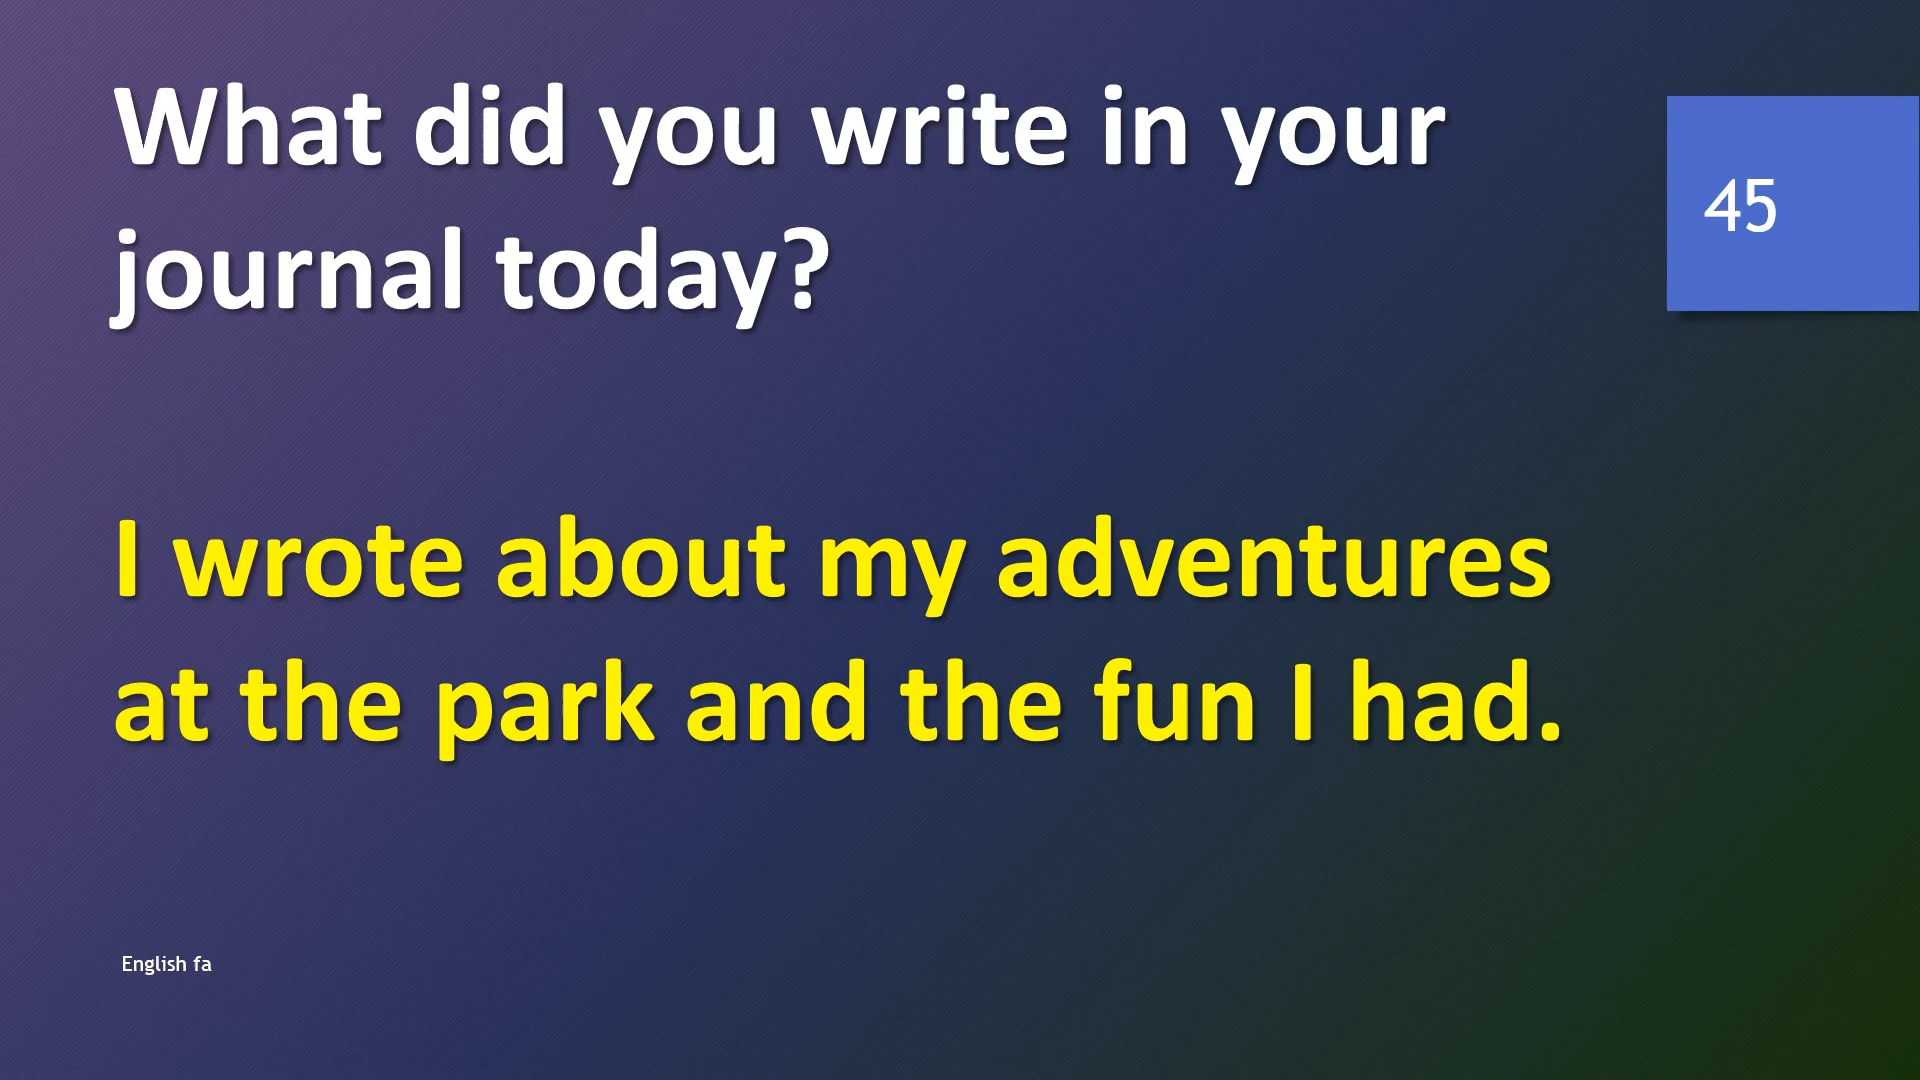 What did you write in your
journal today?
45
I wrote about my adventures
at the park and the fun I had.
English fa